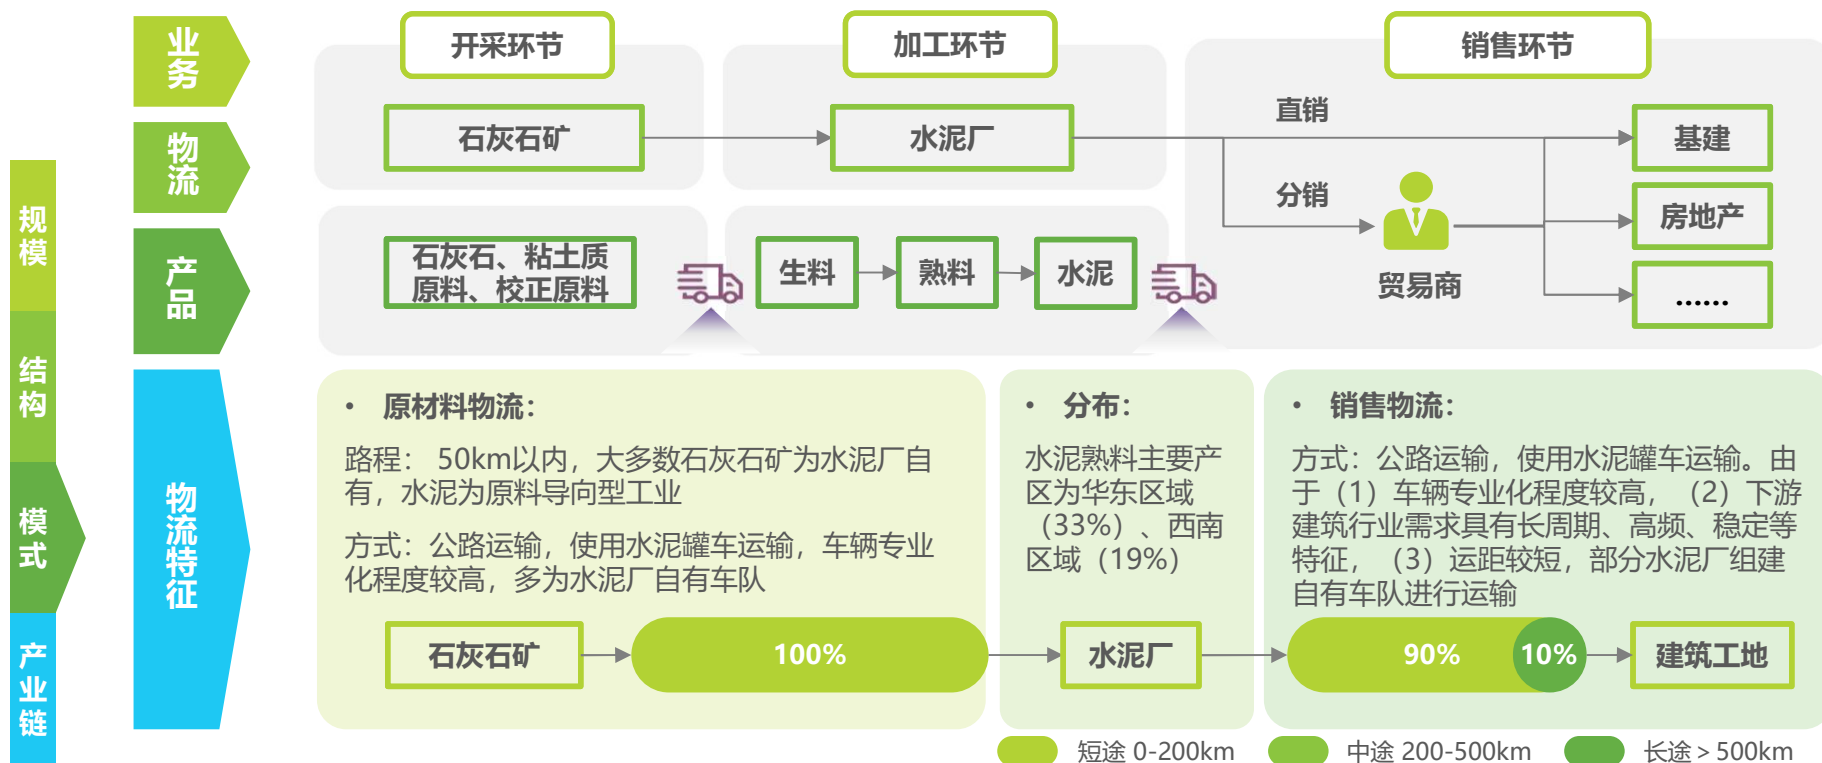 规模
结构
模式
产业链
业务
物流
产品
物流特征
开采环节
加工环节
销售环节
石灰石矿
水泥厂
直销
分销
贸易商
基建
房地产
……
石灰石、粘土质
原料、校正原料
生料
熟料
水泥
• 原材料物流：
路程： 50km以内，大多数石灰石矿为水泥厂自
有，水泥为原料导向型工业
方式：公路运输，使用水泥罐车运输，车辆专业
化程度较高，多为水泥厂自有车队
石灰石矿
100%
• 分布：
水泥熟料主要产
区为华东区域
（33%）、西南
区域（19%）
水泥厂
• 销售物流：
方式：公路运输，使用水泥罐车运输。由
于（1）车辆专业化程度较高，（2）下游
建筑行业需求具有长周期、高频、稳定等
特征，（3）运距较短，部分水泥厂组建
自有车队进行运输
90%
10%
建筑工地
短途 0-200km
中途 200-500km
长途＞500km